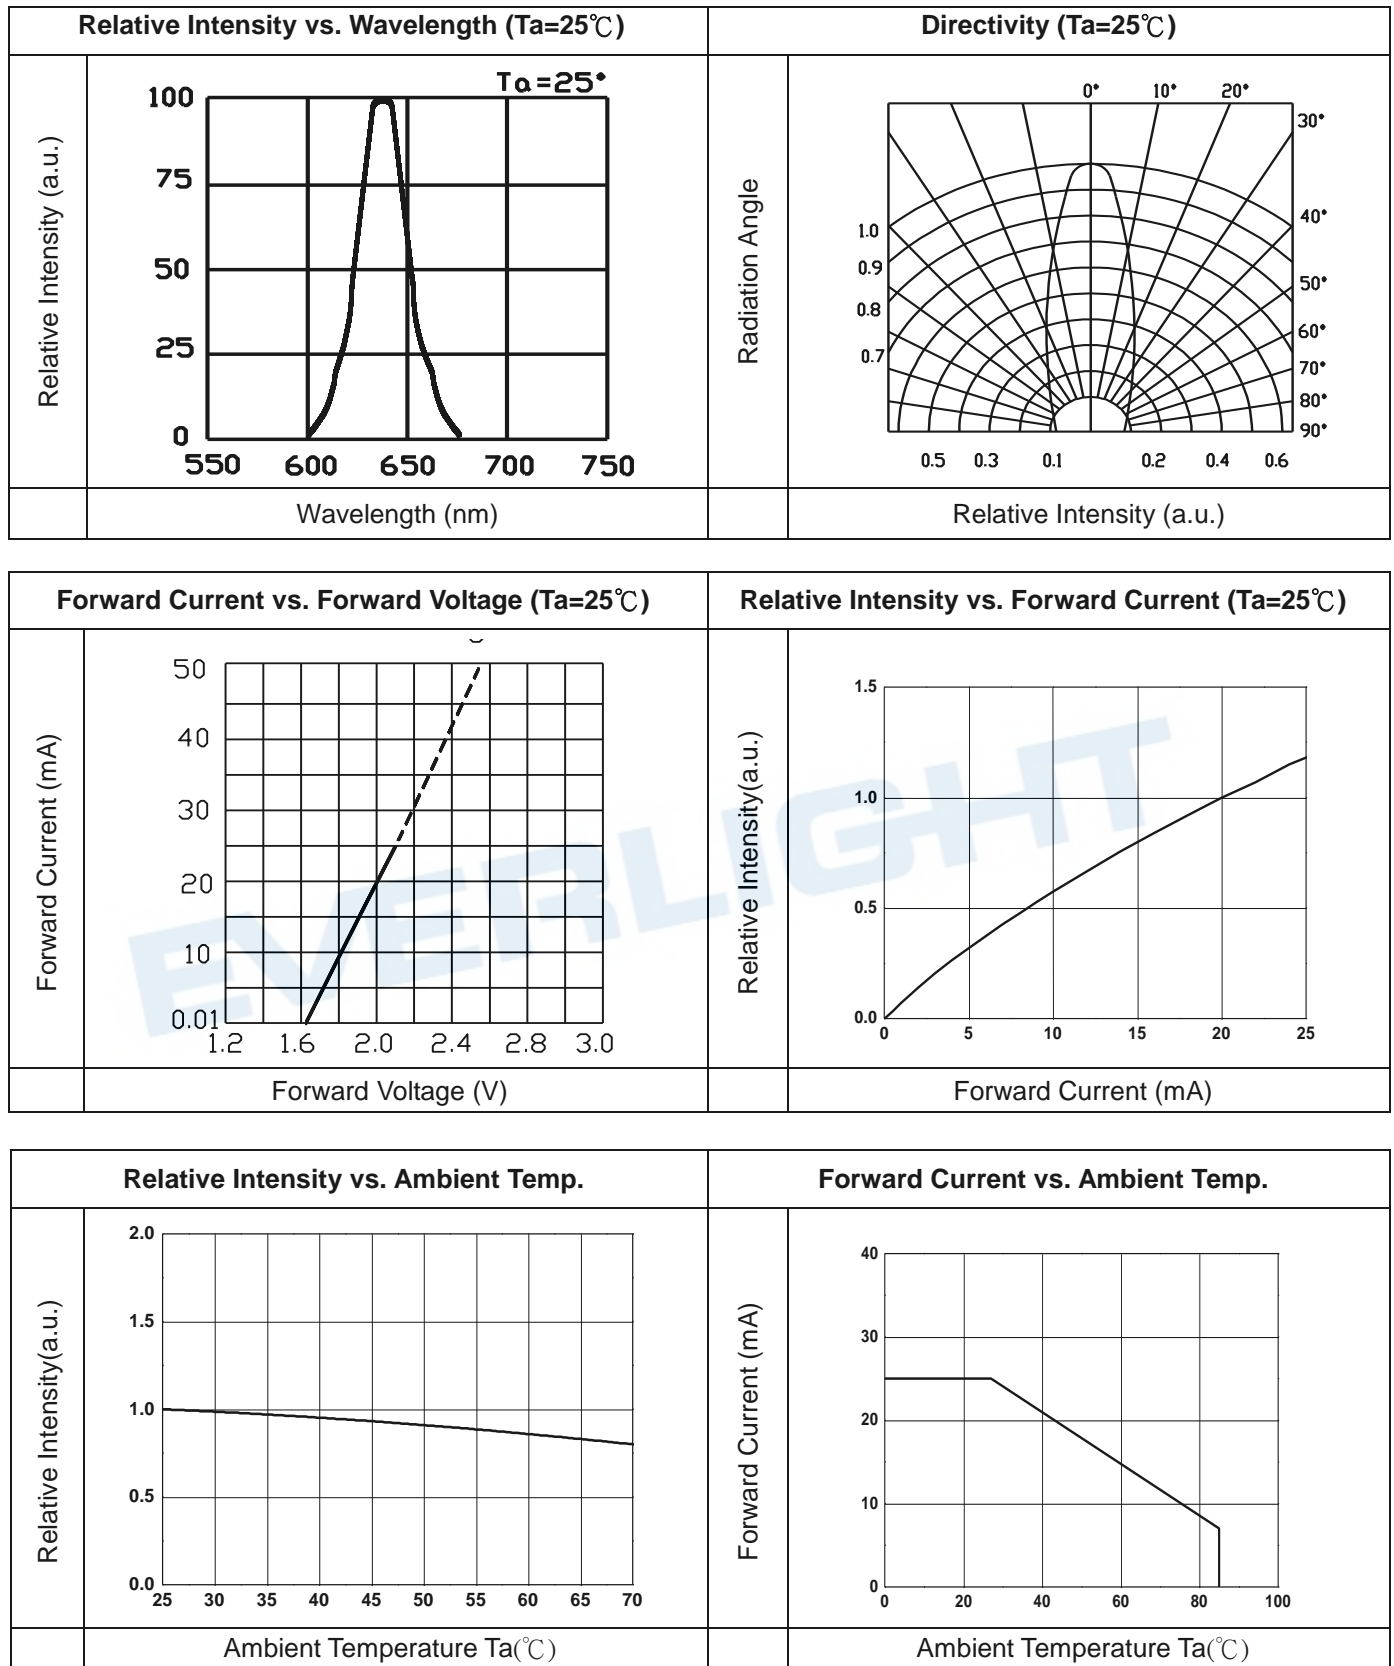 Relative Intensity vs. Wavelength (Ta=25℃)
Directivity (Ta=25℃)
Relative Intensity (a.u.)
Ta=25°
100
75
50
25
0
550 600 650 700 750
Wavelength (nm)
Radiation Angle
0° 10° 20°
30°
40°
50°
60°
70°
80°
90°
1.0
0.9
0.8
0.7
0.5 0.3 0.1 0.2 0.4 0.6
Relative Intensity (a.u.)
Forward Current vs. Forward Voltage (Ta=25℃)
Relative Intensity vs. Forward Current (Ta=25℃)
Forward Current (mA)
50
40
30
20
10
0.01
1.2 1.6 2.0 2.4 2.8 3.0
Forward Voltage (V)
Relative Intensity(a.u.)
1.5
1.0
0.5
0.0
0 5 10 15 20 25
Forward Current (mA)
EVERLIGHT
Relative Intensity vs. Ambient Temp.
Forward Current vs. Ambient Temp.
Relative Intensity(a.u.)
2.0
1.5
1.0
0.5
0.0
25 30 35 40 45 50 55 60 65 70
Ambient Temperature Ta(℃)
Forward Current (mA)
40
30
20
10
0
0 20 40 60 80 100
Ambient Temperature Ta(℃)